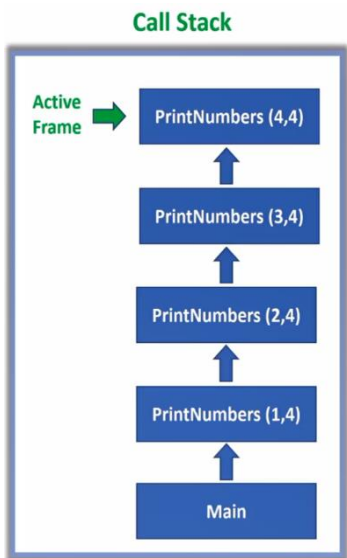 Call Stack
Active
Frame
PrintNumbers (4,4)
PrintNumbers (3,4)
PrintNumbers (2,4)
PrintNumbers (1,4)
Main